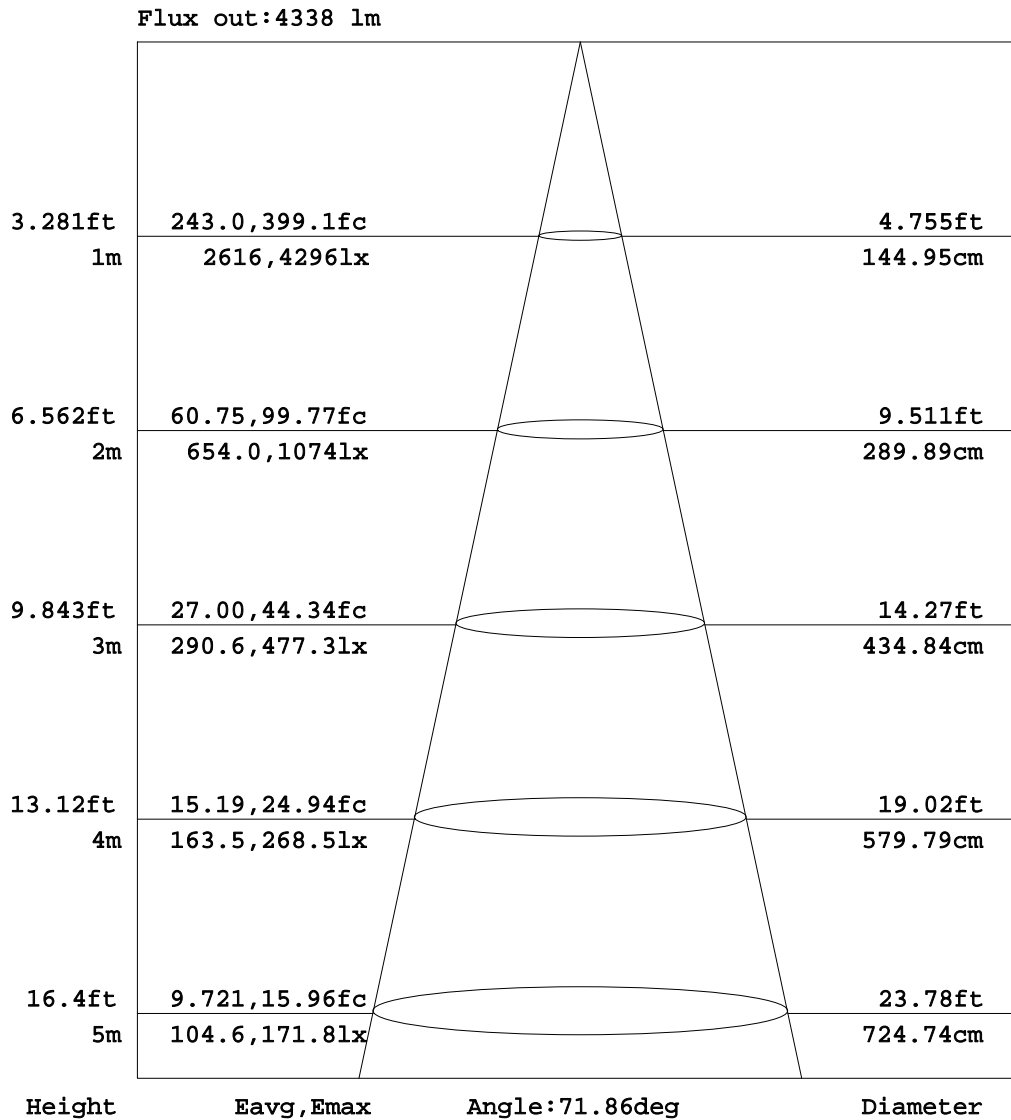 Flux out:4338 lm
3.281ft 243.0,399.1fc 4.755ft
1m 2616,4296lx 144.95cm
6.562ft 60.75,99.77fc 9.511ft
2m 654.0,1074lx 289.89cm
9.843ft 27.00,44.34fc 14.27ft
3m 290.6,477.3lx 434.84cm
13.12ft 15.19,24.94fc 19.02ft
4m 163.5,268.5lx 579.79cm
16.4ft 9.721,15.96fc 23.78ft
5m 104.6,171.8lx 724.74cm
Height Eavg,Emax Angle:71.86deg Diameter